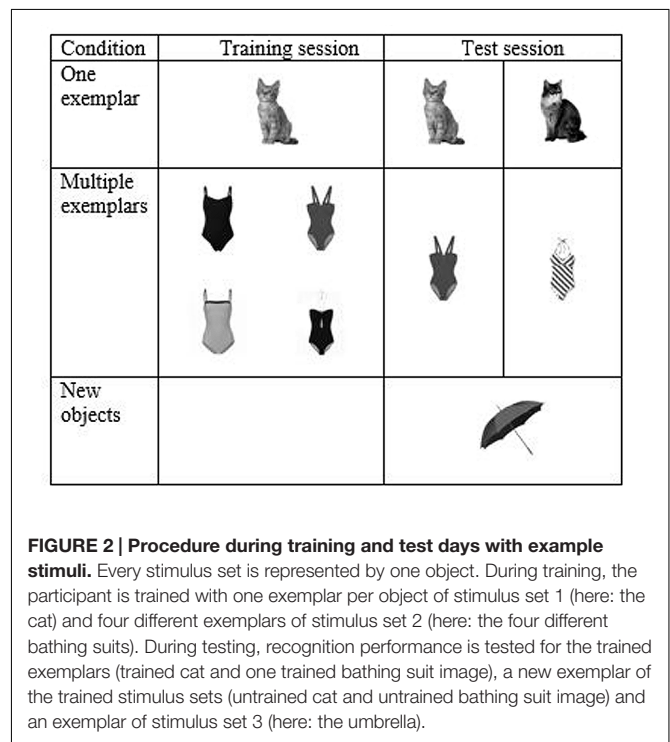 Condition Training session Test session
One
exemplar
Multiple
exemplars
New
objects
FIGURE 2 | Procedure during training and test days with example
stimuli. Every stimulus set is represented by one object. During training, the
participant is trained with one exemplar per object of stimulus set 1 (here: the
cat) and four different exemplars of stimulus set 2 (here: the four different
bathing suits). During testing, recognition performance is tested for the trained
exemplars (trained cat and one trained bathing suit image), a new exemplar of
the trained stimulus sets (untrained cat and untrained bathing suit image) and
an exemplar of stimulus set 3 (here: the umbrella).